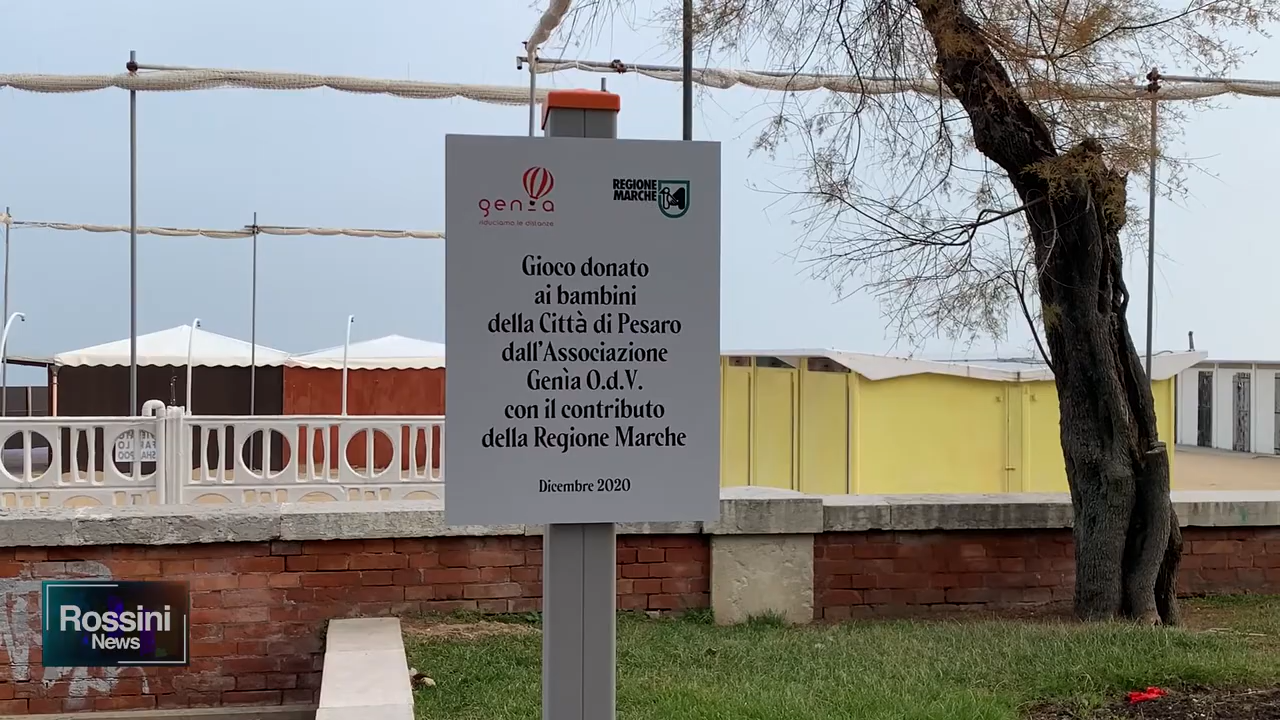 genìa
riduciamo le distanze
REGIONE
MARCHE
Gioco donato
ai bambini
della Città di Pesaro
dall'Associazione
Genìa O.d.V.
con il contributo
della Regione Marche
Dicembre 2020
Rossini
News